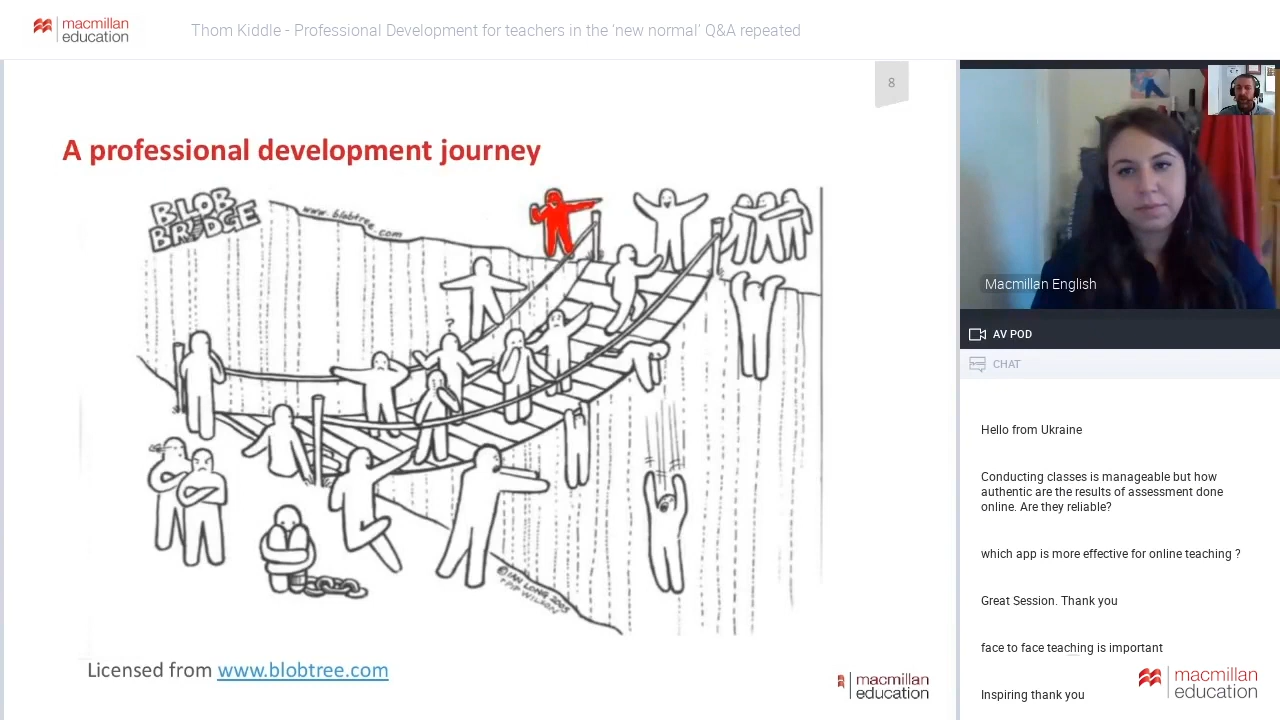 macmillan
education
Thom Kiddle - Professional Development for teachers in the 'new normal' Q&A repeated
8
A professional development journey
BLOB
BRIDGE
www.blobtree.com
?
© IAN LONG 2005
PIP WILSON
Licensed from www.blobtree.com
macmillan
education
Macmillan English
AV POD
CHAT
Hello from Ukraine
Conducting classes is manageable but how
authentic are the results of assessment done
online. Are they reliable?
which app is more effective for online teaching ?
Great Session. Thank you
face to face teaching is important
Inspiring thank you
macmillan
education